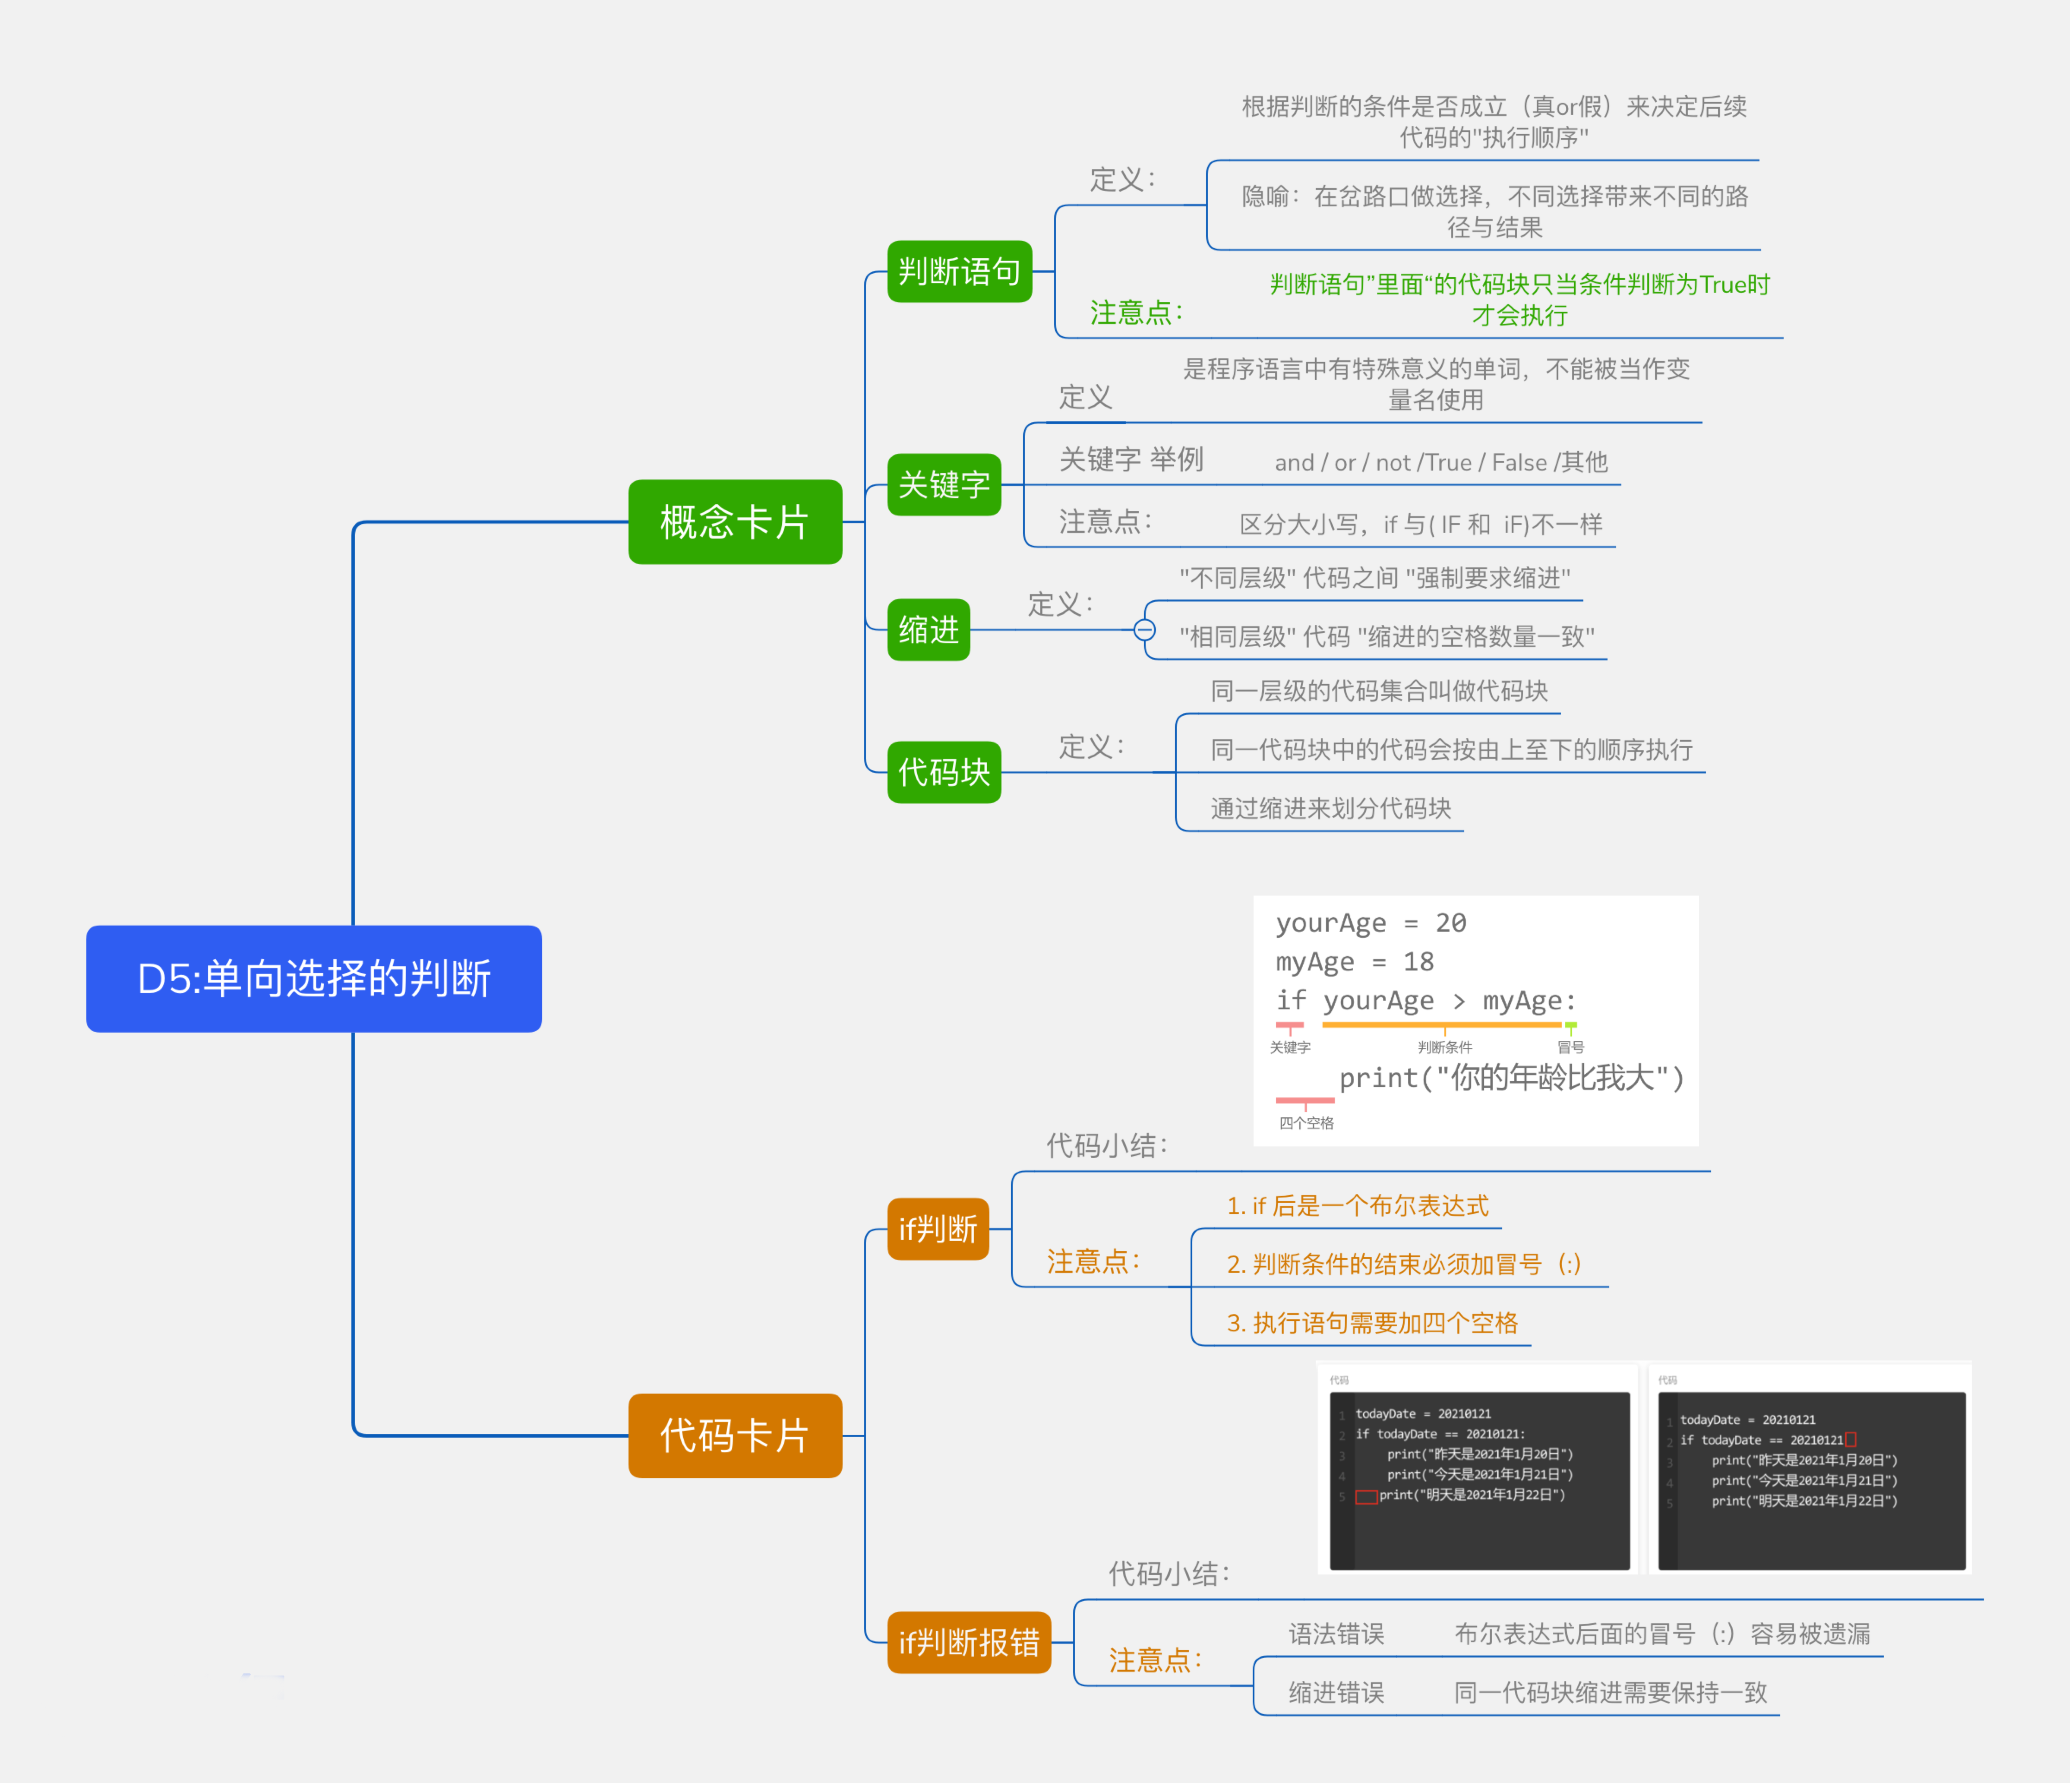 根据判断的条件是否成立（真or假）来决定后续
代码的"执行顺序"
定义：
隐喻：在岔路口做选择，不同选择带来不同的路
径与结果
判断语句
判断语句”里面“的代码块只当条件判断为True时
才会执行
注意点：
是程序语言中有特殊意义的单词，不能被当作变
量名使用
定义
关键字 举例
and / or / not /True / False /其他
关键字
注意点：
区分大小写，if 与( IF 和  iF)不一样
概念卡片
"不同层级" 代码之间 "强制要求缩进"
定义：
缩进
"相同层级" 代码 "缩进的空格数量一致"
同一层级的代码集合叫做代码块
定义：
同一代码块中的代码会按由上至下的顺序执行
代码块
通过缩进来划分代码块
D5:单向选择的判断
yourAge = 20
myAge = 18
if yourAge > myAge:
关键字 判断条件 冒号
print("你的年龄比我大")
四个空格
代码小结：
if判断
1. if 后是一个布尔表达式
注意点：
2. 判断条件的结束必须加冒号（:）
3. 执行语句需要加四个空格
代码卡片
代码
1 todayDate = 20210121
2 if todayDate == 20210121:
3 print("昨天是2021年1月20日")
4 print("今天是2021年1月21日")
5 print("明天是2021年1月22日")
代码
1 todayDate = 20210121
2 if todayDate == 20210121
3 print("昨天是2021年1月20日")
4 print("今天是2021年1月21日")
5 print("明天是2021年1月22日")
代码小结：
if判断报错
语法错误
布尔表达式后面的冒号（:）容易被遗漏
注意点：
缩进错误
同一代码块缩进需要保持一致